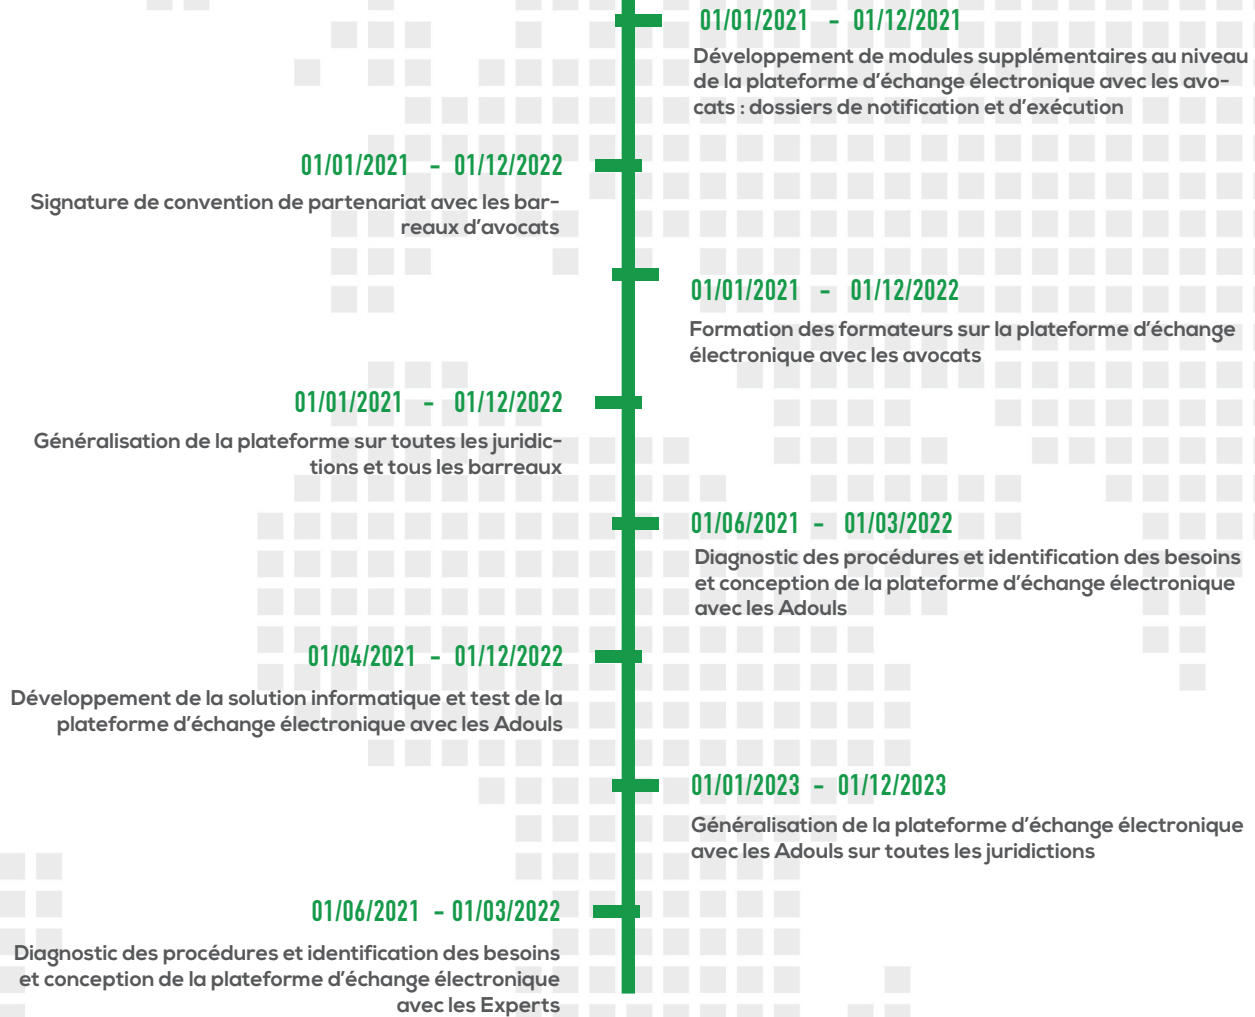 01/01/2021 - 01/12/2021
Développement de modules supplémentaires au niveau
de la plateforme d’échange électronique avec les avo-
cats : dossiers de notification et d’exécution
01/01/2021 - 01/12/2022
Signature de convention de partenariat avec les bar-
reaux d’avocats
01/01/2021 - 01/12/2022
Formation des formateurs sur la plateforme d’échange
électronique avec les avocats
01/01/2021 - 01/12/2022
Généralisation de la plateforme sur toutes les juridic-
tions et tous les barreaux
01/06/2021 - 01/03/2022
Diagnostic des procédures et identification des besoins
et conception de la plateforme d’échange électronique
avec les Adouls
01/04/2021 - 01/12/2022
Développement de la solution informatique et test de la
plateforme d’échange électronique avec les Adouls
01/01/2023 - 01/12/2023
Généralisation de la plateforme d’échange électronique
avec les Adouls sur toutes les juridictions
01/06/2021 - 01/03/2022
Diagnostic des procédures et identification des besoins
et conception de la plateforme d’échange électronique
avec les Experts